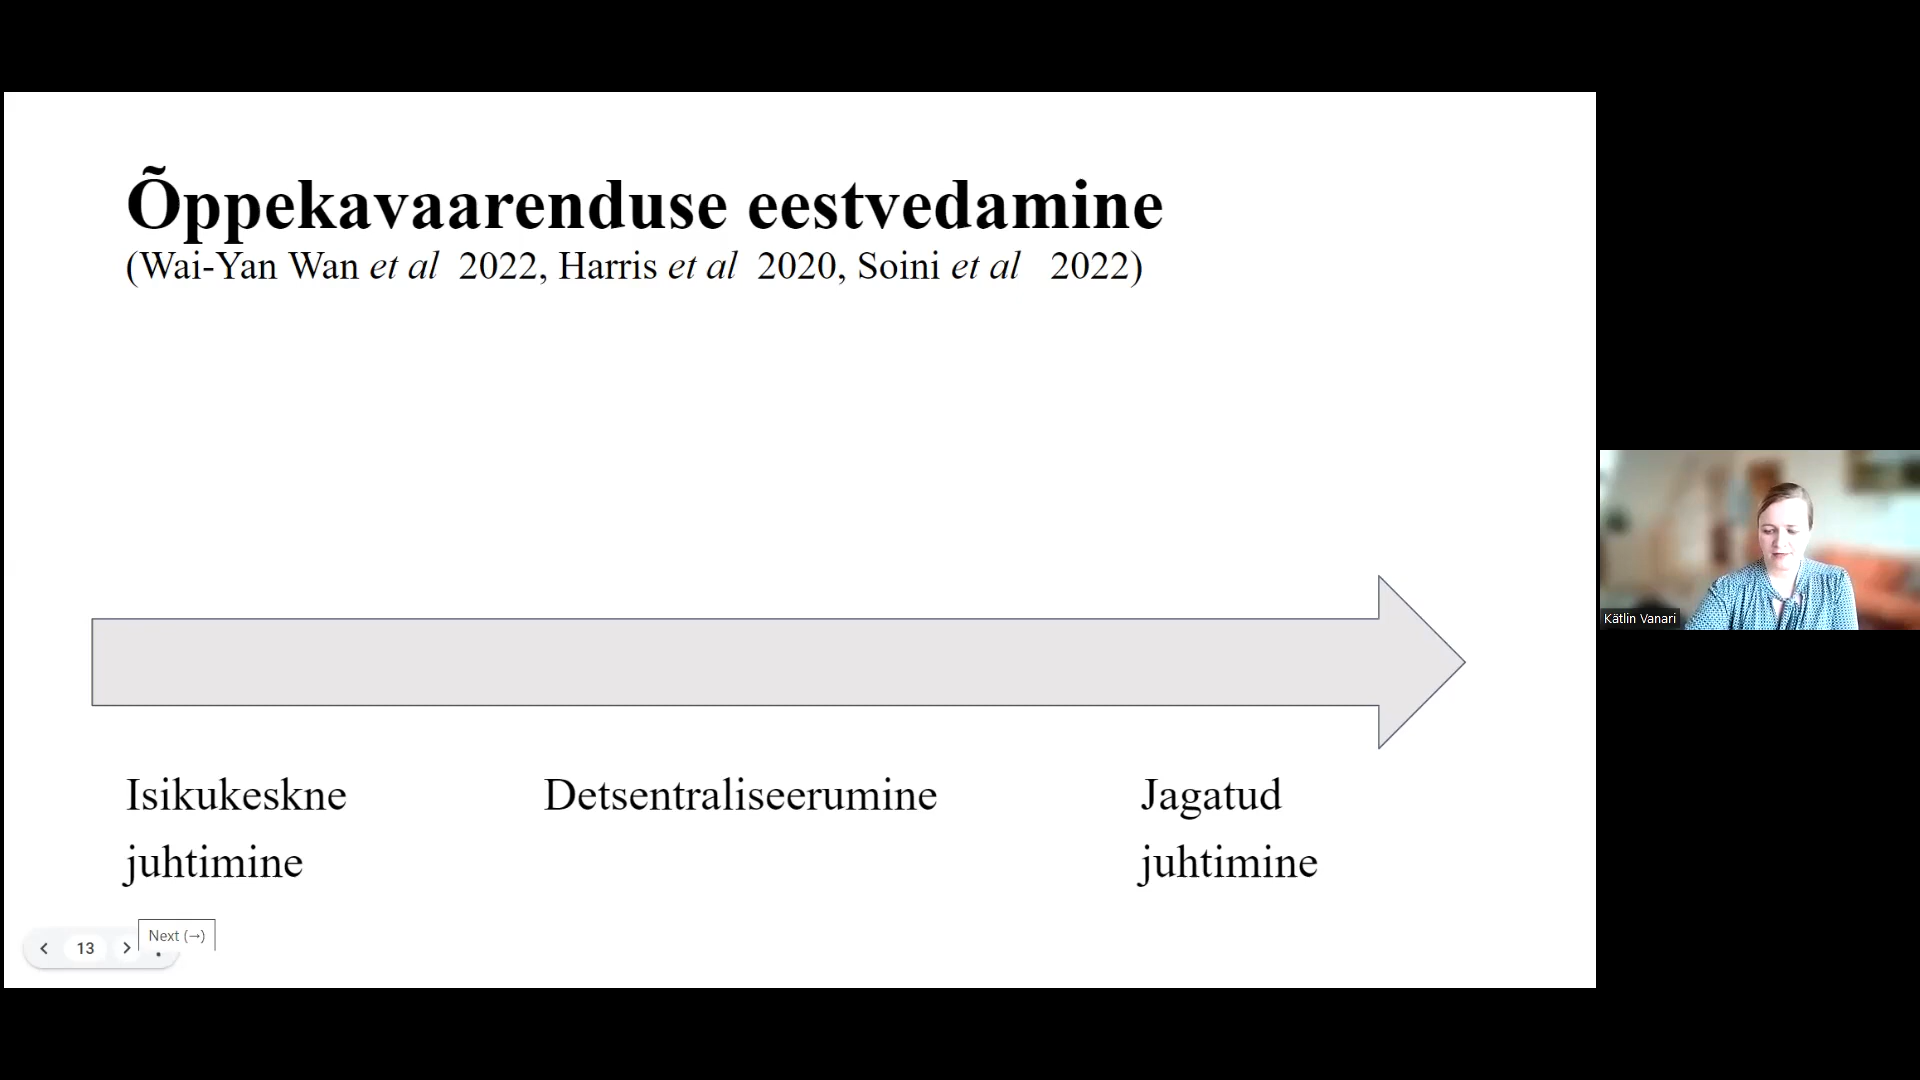 Õppekavaarenduse eestvedamine
(Wai-Yan Wan et al 2022, Harris et al 2020, Soini et al 2022)
Isikukeskne
juhtimine
Detsentraliseerumine
Jagatud
juhtimine
Next (→)
13
Kätlin Vanari